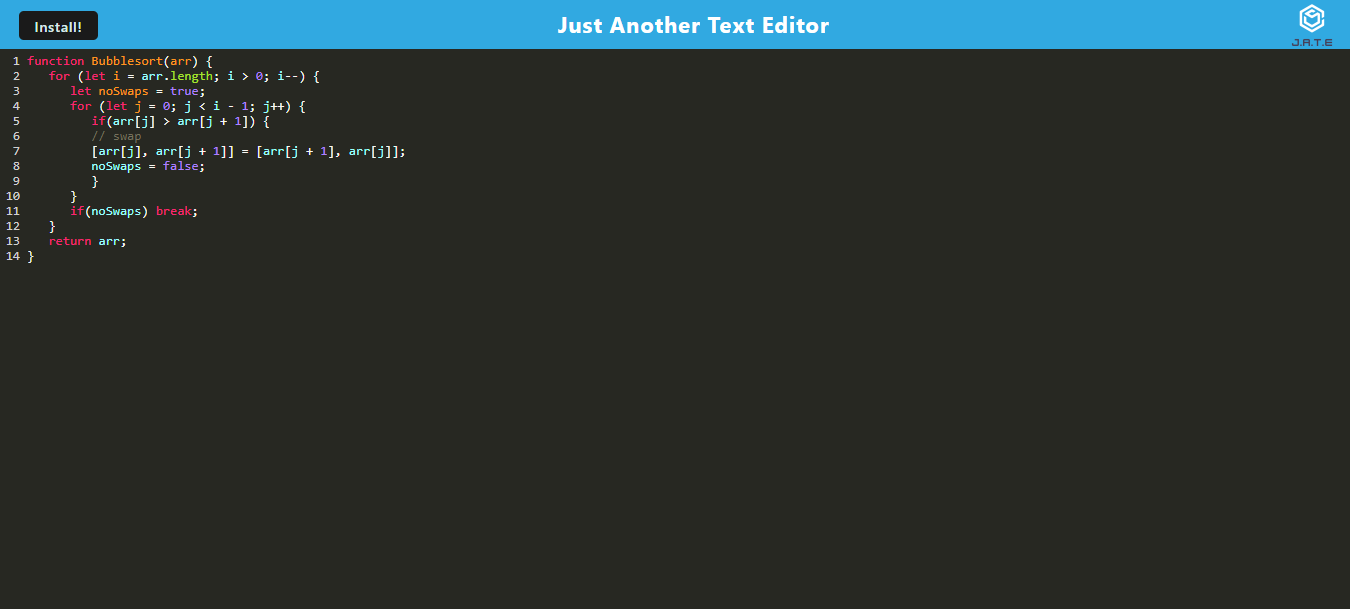 Install!
Just Another Text Editor
J.A.T.E
1 function Bubblesort(arr) {
2    for (let i = arr.length; i > 0; i--) {
3       let noSwaps = true;
4       for (let j = 0; j < i - 1; j++) {
5          if(arr[j] > arr[j + 1]) {
6          // swap
7          [arr[j], arr[j + 1]] = [arr[j + 1], arr[j]];
8          noSwaps = false;
9          }
10       }
11       if(noSwaps) break;
12    }
13    return arr;
14 }